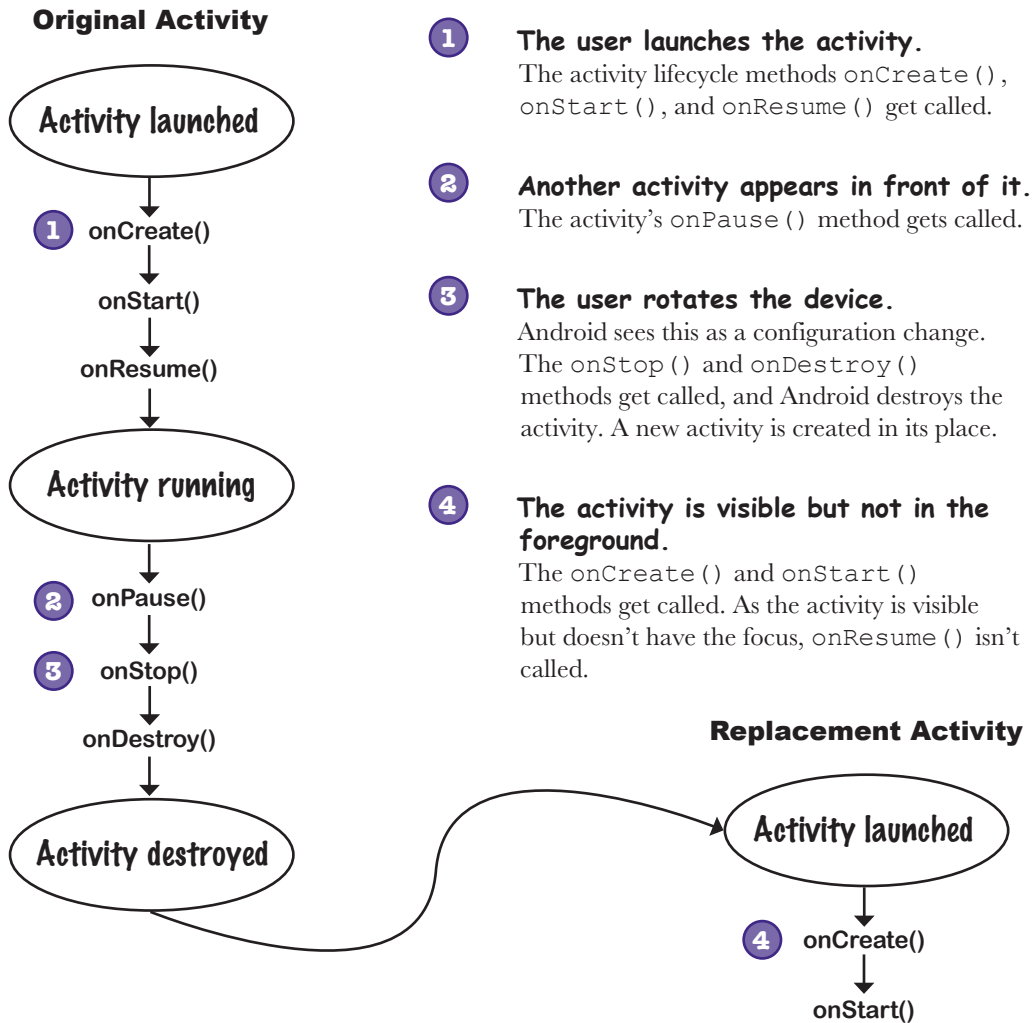 Original Activity
Activity launched
1 onCreate()
onStart()
onResume()
Activity running
2 onPause()
3 onStop()
onDestroy()
Activity destroyed
1 The user launches the activity.
The activity lifecycle methods onCreate(),
onStart(), and onResume() get called.
2 Another activity appears in front of it.
The activity’s onPause() method gets called.
3 The user rotates the device.
Android sees this as a configuration change.
The onStop() and onDestroy()
methods get called, and Android destroys the
activity. A new activity is created in its place.
4 The activity is visible but not in the
foreground.
The onCreate() and onStart()
methods get called. As the activity is visible
but doesn’t have the focus, onResume() isn’t
called.
Replacement Activity
Activity launched
4 onCreate()
onStart()